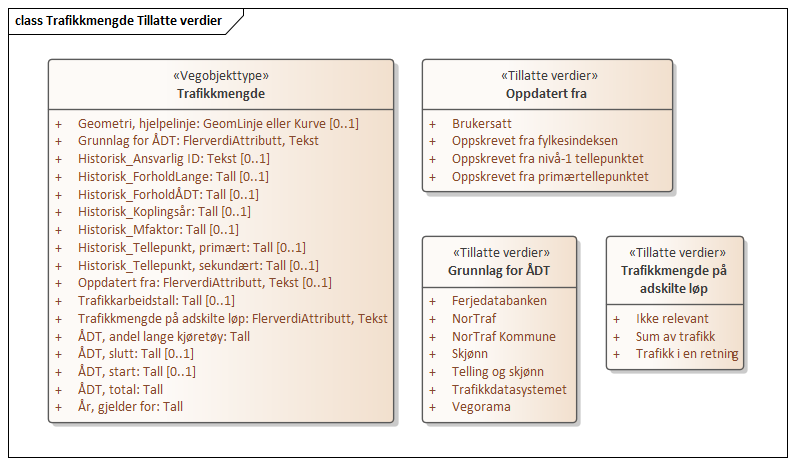 class Trafikkmengde Tillatte verdier
«Vegobjekttype»
Trafikkmengde
+ Geometri, hjelpelinje: GeomLinje eller Kurve [0..1]
+ Grunnlag for ÅDT: FlerverdiAttributt, Tekst
+ Historisk_Ansvarlig ID: Tekst [0..1]
+ Historisk_ForholdLange: Tall [0..1]
+ Historisk_ForholdÅDT: Tall [0..1]
+ Historisk_Koplingsår: Tall [0..1]
+ Historisk_Mfaktor: Tall [0..1]
+ Historisk_Tellepunkt, primært: Tall [0..1]
+ Historisk_Tellepunkt, sekundært: Tall [0..1]
+ Oppdatert fra: FlerverdiAttributt, Tekst [0..1]
+ Trafikkarbeidstall: Tall [0..1]
+ Trafikkmengde på adskilte løp: FlerverdiAttributt, Tekst
+ ÅDT, andel lange kjøretøy: Tall
+ ÅDT, slutt: Tall [0..1]
+ ÅDT, start: Tall [0..1]
+ ÅDT, total: Tall
+ År, gjelder for: Tall
«Tillatte verdier»
Oppdatert fra
+ Brukersatt
+ Oppskrevet fra fylkesindeksen
+ Oppskrevet fra nivå-1 tellepunktet
+ Oppskrevet fra primærtellepunktet
«Tillatte verdier»
Grunnlag for ÅDT
+ Ferjedatabanken
+ NorTraf
+ NorTraf Kommune
+ Skjønn
+ Telling og skjønn
+ Trafikkdatasystemet
+ Vegorama
«Tillatte verdier»
Trafikkmengde på
adskilte løp
+ Ikke relevant
+ Sum av trafikk
+ Trafikk i en retning